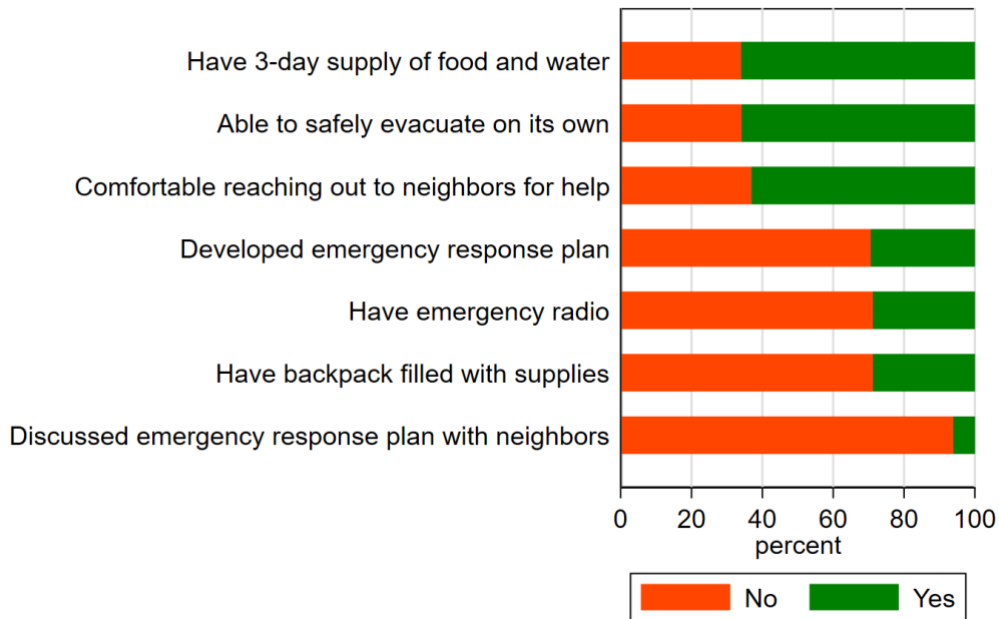 Have 3-day supply of food and water
Able to safely evacuate on its own
Comfortable reaching out to neighbors for help
Developed emergency response plan
Have emergency radio
Have backpack filled with supplies
Discussed emergency response plan with neighbors
0 20 40 60 80 100
percent
No Yes